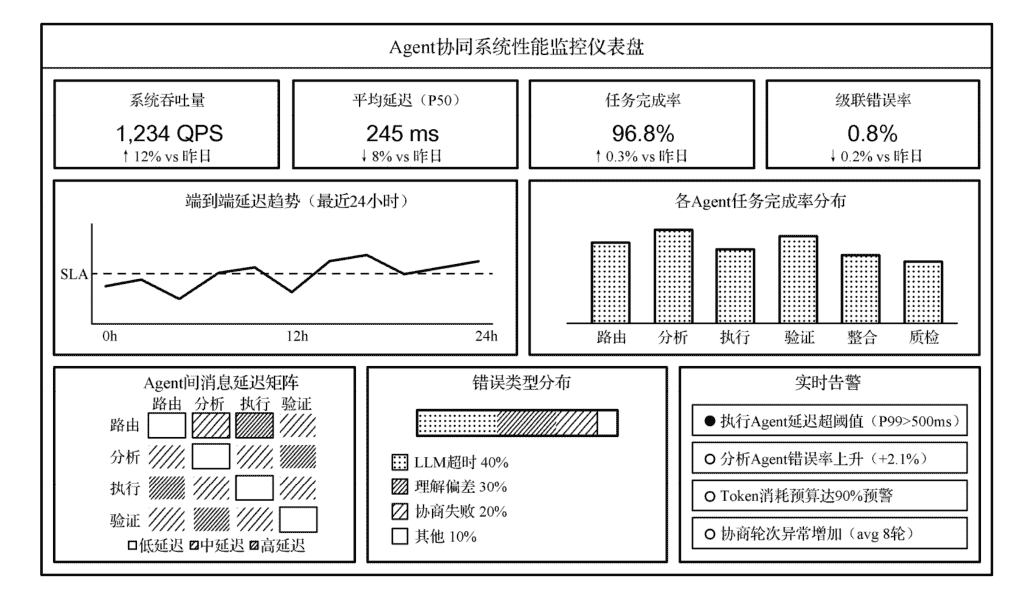 Agent协同系统性能监控仪表盘
系统吞吐量
1,234 QPS
↑12% vs 昨日
平均延迟（P50）
245 ms
↓8% vs 昨日
任务完成率
96.8%
↑0.3% vs 昨日
级联错误率
0.8%
↓0.2% vs 昨日
端到端延迟趋势（最近24小时）
SLA
0h 12h 24h
各Agent任务完成率分布
路由 分析 执行 验证 整合 质检
Agent间消息延迟矩阵
路由 分析 执行 验证
路由
分析
执行
验证
低延迟 中延迟 高延迟
错误类型分布
LLM超时 40%
理解偏差 30%
协商失败 20%
其他 10%
实时告警
执行Agent延迟超阈值（P99>500ms）
分析Agent错误率上升（+2.1%）
Token消耗预算达90%预警
协商轮次异常增加（avg 8轮）